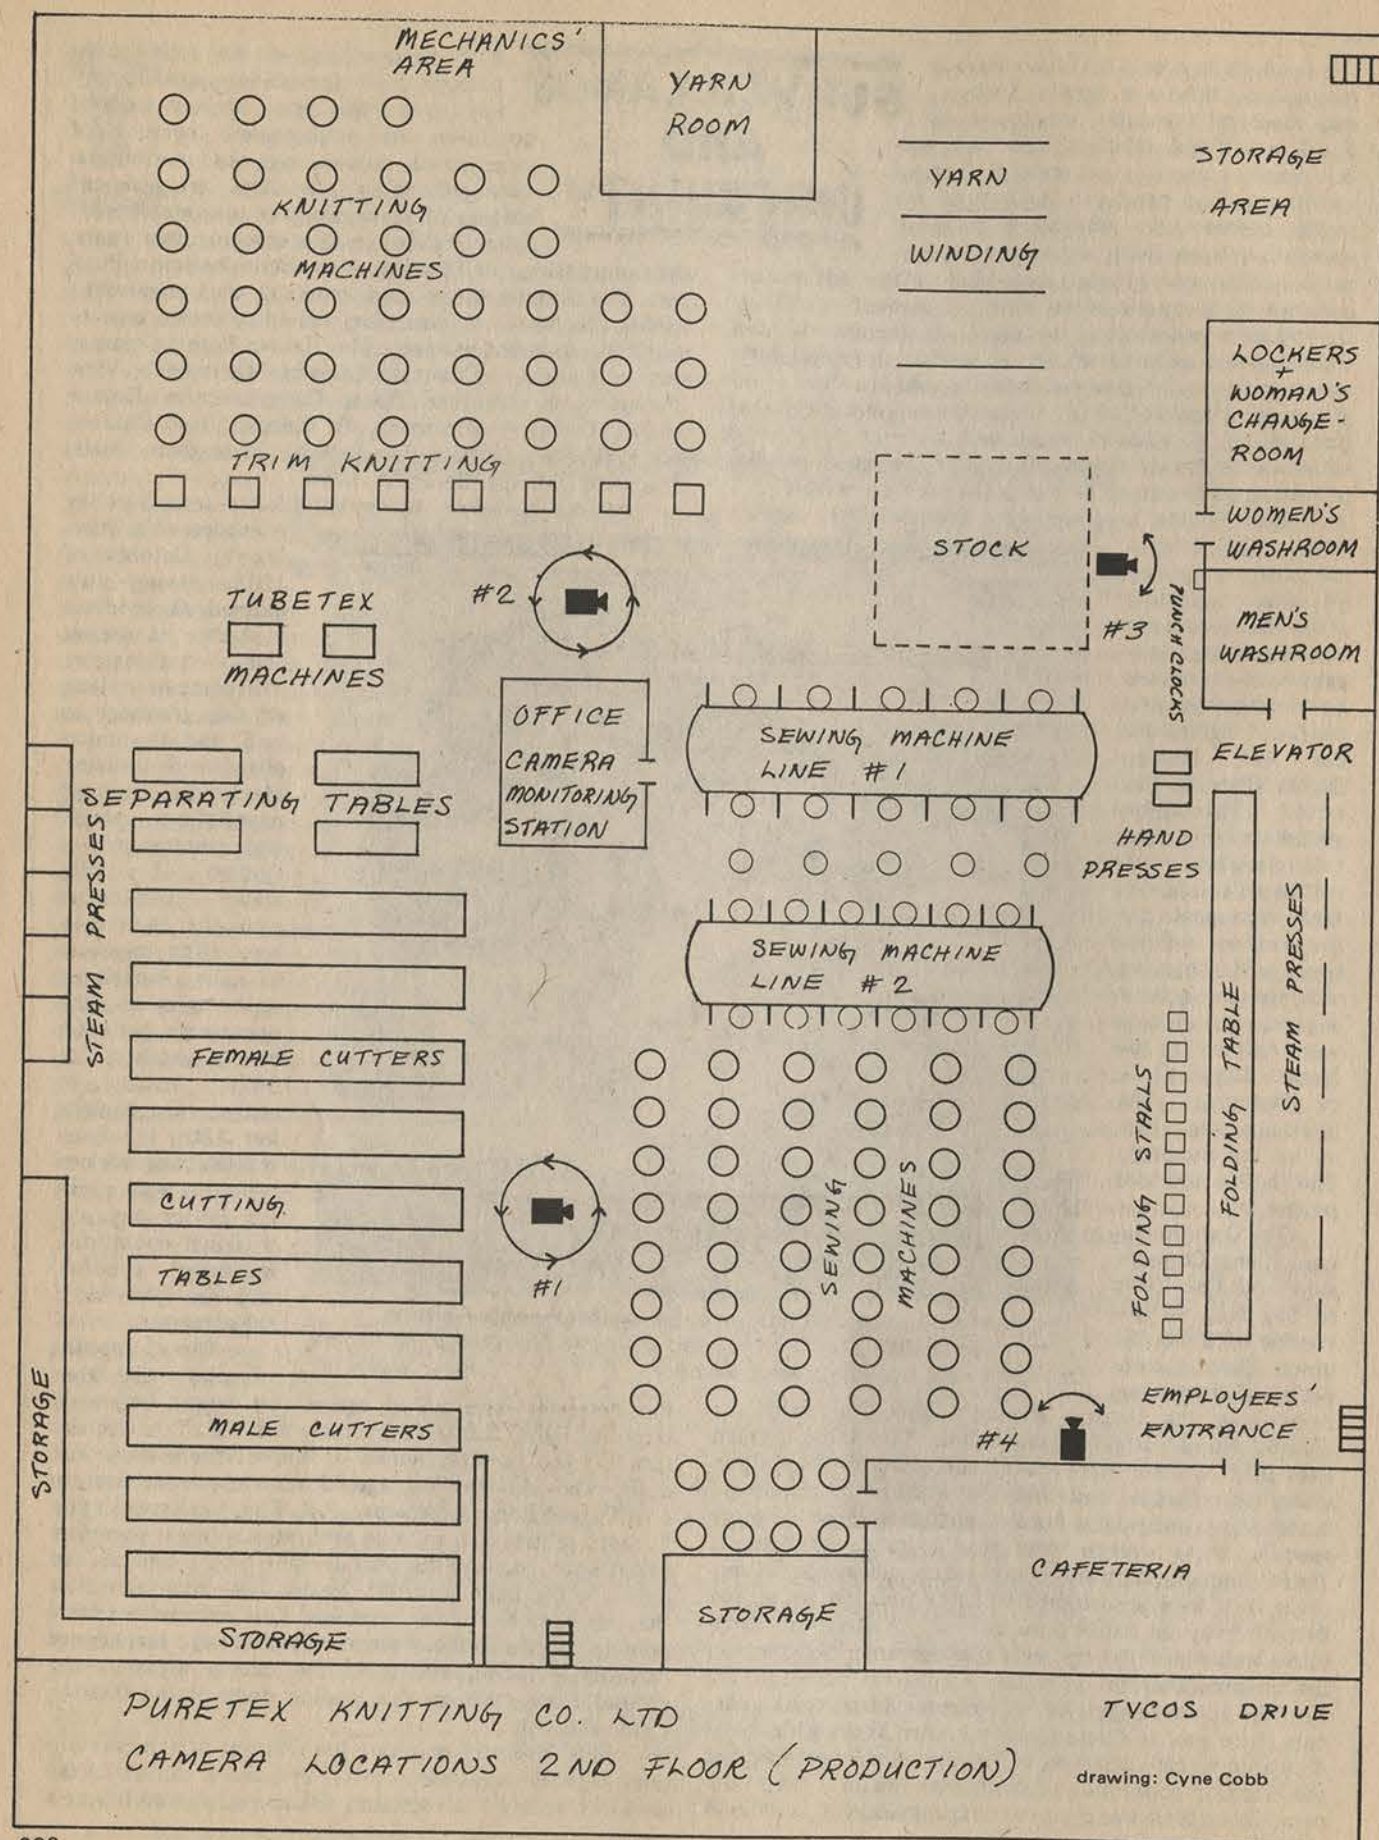 MECHANICS'
AREA
YARN
ROOM
STORAGE
AREA
YARN
WINDING
KNITTING
MACHINES
LOCKERS
+
WOMAN'S
CHANGE-
ROOM
TRIM KNITTING
WOMEN'S
WASHROOM
STOCK
#3
PUNCH CLOCKS
MEN'S
WASHROOM
#2
TUBETEX
MACHINES
OFFICE
CAMERA
MONITORING
STATION
SEWING MACHINE
LINE #1
ELEVATOR
SEPARATING TABLES
HAND
PRESSES
STEAM PRESSES
SEWING MACHINE
LINE #2
STEAM PRESSES
FOLDING TABLE
FOLDING STALLS
FEMALE CUTTERS
CUTTING
TABLES
#1
SEWING
MACHINES
MALE CUTTERS
STORAGE
EMPLOYEES'
ENTRANCE
#4
CAFETERIA
STORAGE
STORAGE
PURETEX KNITTING CO. LTD
CAMERA LOCATIONS 2ND FLOOR (PRODUCTION)
TYCOS DRIVE
drawing: Cyne Cobb